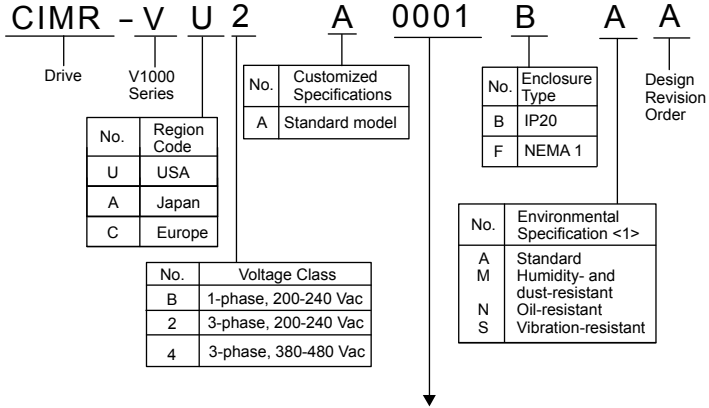 CIMR - V U 2 A 0001 B A A
Drive
V1000
Series
No. Region
Code
U USA
A Japan
C Europe
No. Voltage Class
B 1-phase, 200-240 Vac
2 3-phase, 200-240 Vac
4 3-phase, 380-480 Vac
No. Customized
Specifications
A Standard model
No. Enclosure
Type
B IP20
F NEMA 1
No. Environmental
Specification <1>
A Standard
M Humidity- and
dust-resistant
N Oil-resistant
S Vibration-resistant
Design
Revision
Order